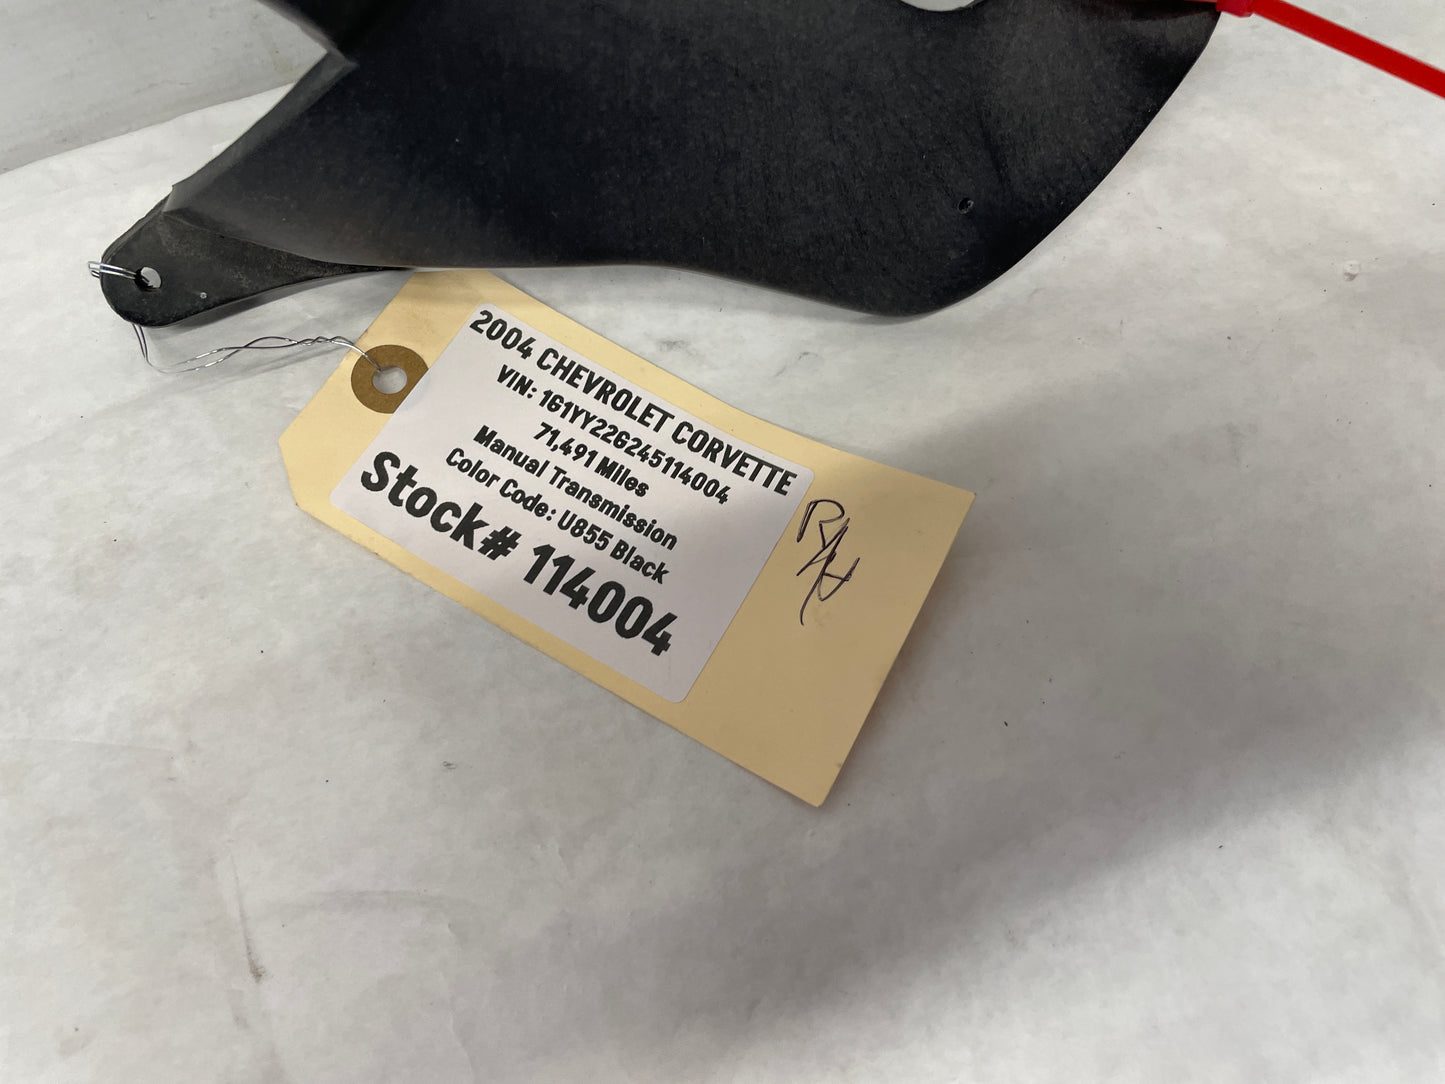 2004 CHEVROLET CORVETTE
VIN: 1G1YY22G245114004
71,491 Miles
Manual Transmission
Color Code: U855 Black
Stock# 114004